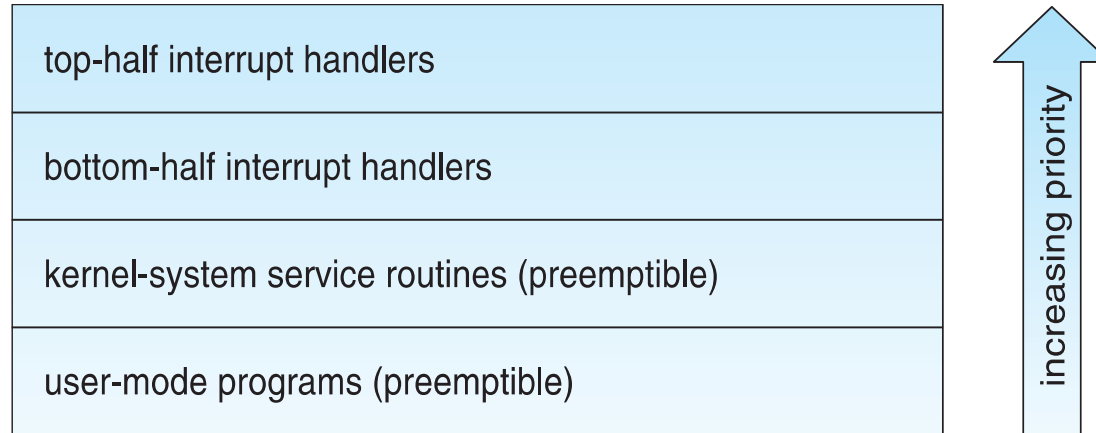 top-half interrupt handlers
bottom-half interrupt handlers
kernel-system service routines (preemptible)
user-mode programs (preemptible)
increasing priority